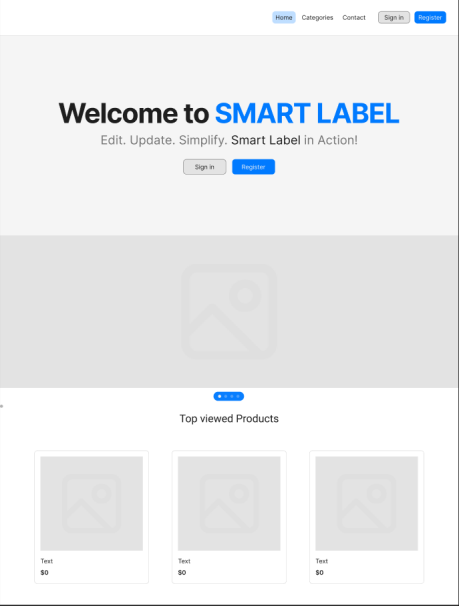 Home Categories Contact Sign in Register
Welcome to SMART LABEL
Edit. Update. Simplify. Smart Label in Action!
Sign in Register
Top viewed Products
Text Text Text
$0 $0 $0